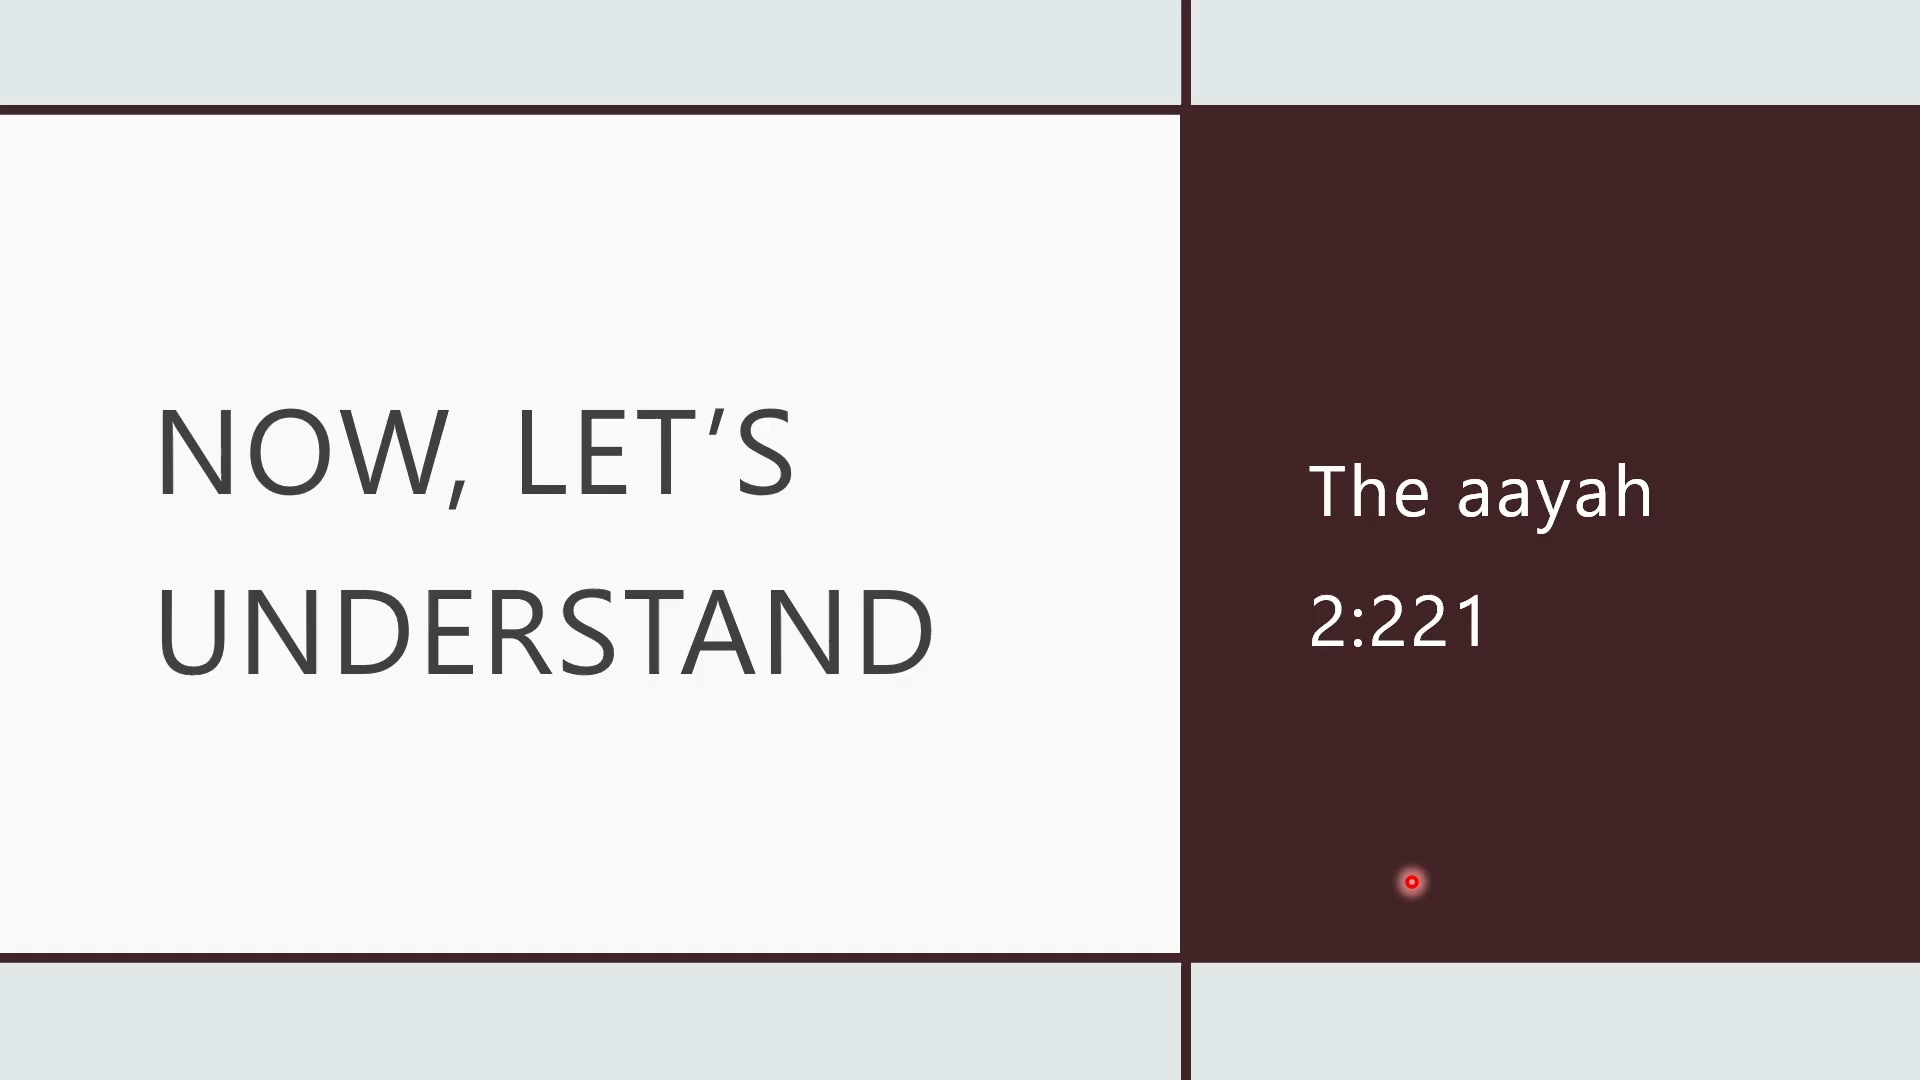 NOW, LET’S
UNDERSTAND
The aayah
2:221